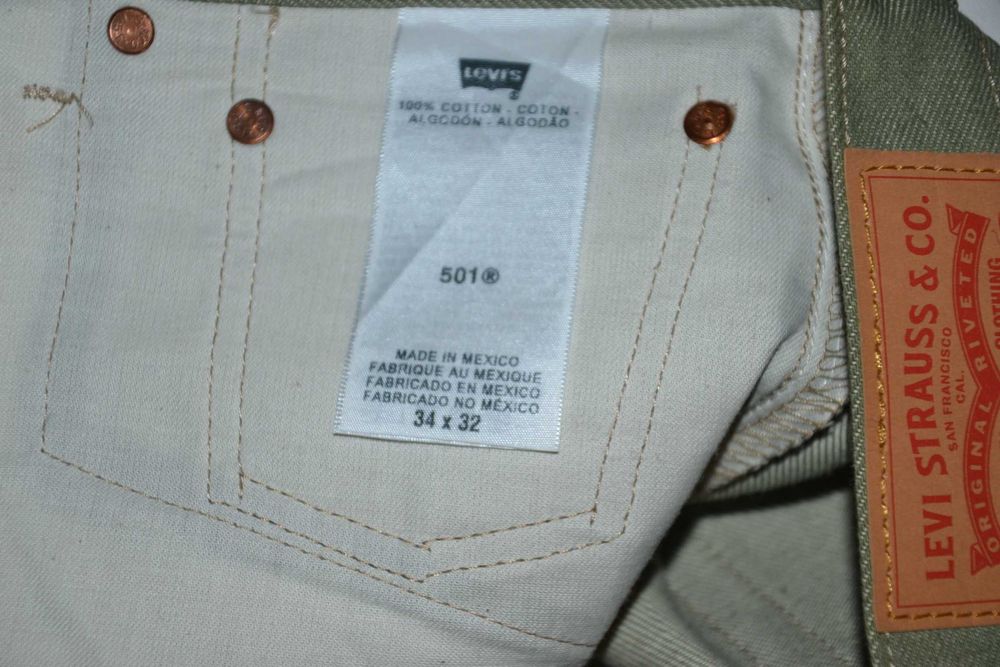 Levi's
®
100% COTTON - COTON -
ALGODÓN - ALGODÃO
501®
MADE IN MEXICO
FABRIQUE AU MEXIQUE
FABRICADO EN MEXICO
FABRICADO NO MÉXICO
34 x 32
LEVI STRAUSS & CO.
SAN FRANCISCO
CAL.
ORIGINAL RIVETED
CLOTHING